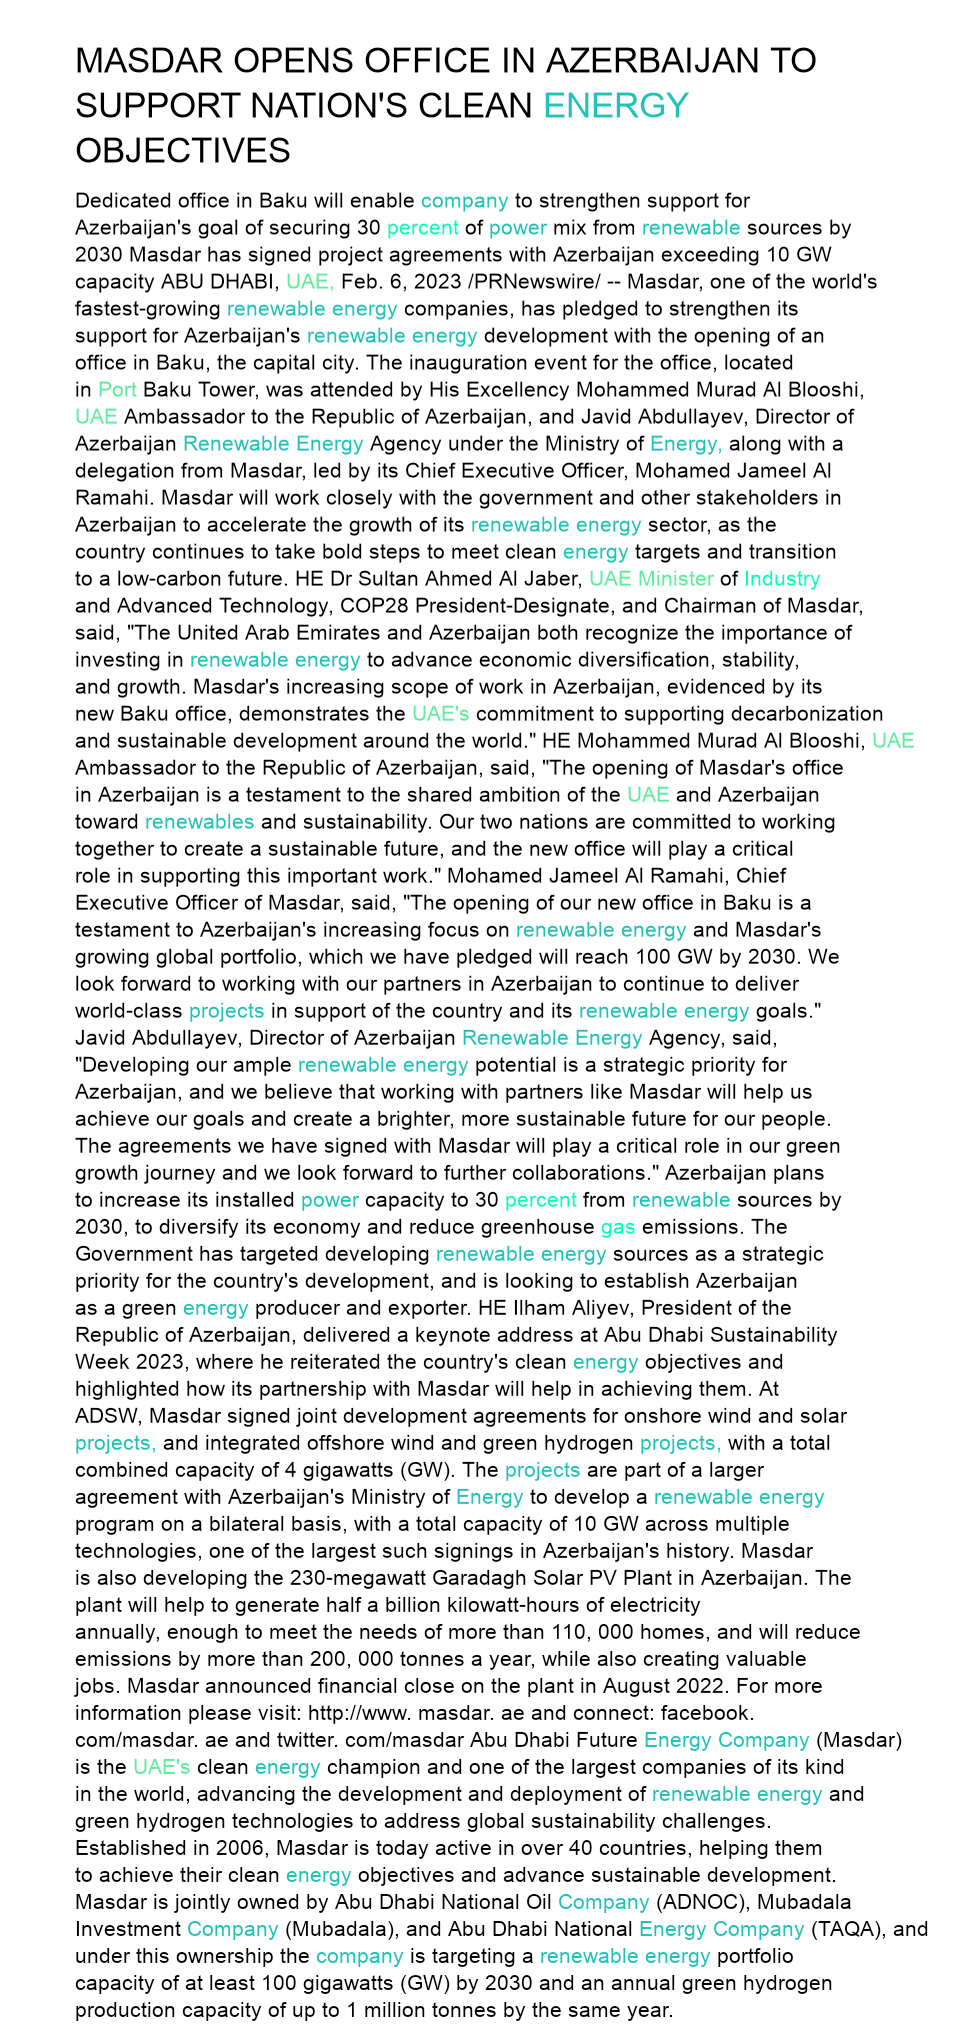 MASDAR OPENS OFFICE IN AZERBAIJAN TO
SUPPORT NATION'S CLEAN ENERGY
OBJECTIVES
Dedicated office in Baku will enable company to strengthen support for
Azerbaijan's goal of securing 30 percent of power mix from renewable sources by
2030 Masdar has signed project agreements with Azerbaijan exceeding 10 GW
capacity ABU DHABI, UAE, Feb. 6, 2023 /PRNewswire/ -- Masdar, one of the world's
fastest-growing renewable energy companies, has pledged to strengthen its
support for Azerbaijan's renewable energy development with the opening of an
office in Baku, the capital city. The inauguration event for the office, located
in Port Baku Tower, was attended by His Excellency Mohammed Murad Al Blooshi,
UAE Ambassador to the Republic of Azerbaijan, and Javid Abdullayev, Director of
Azerbaijan Renewable Energy Agency under the Ministry of Energy, along with a
delegation from Masdar, led by its Chief Executive Officer, Mohamed Jameel Al
Ramahi. Masdar will work closely with the government and other stakeholders in
Azerbaijan to accelerate the growth of its renewable energy sector, as the
country continues to take bold steps to meet clean energy targets and transition
to a low-carbon future. HE Dr Sultan Ahmed Al Jaber, UAE Minister of Industry
and Advanced Technology, COP28 President-Designate, and Chairman of Masdar,
said, "The United Arab Emirates and Azerbaijan both recognize the importance of
investing in renewable energy to advance economic diversification, stability,
and growth. Masdar's increasing scope of work in Azerbaijan, evidenced by its
new Baku office, demonstrates the UAE's commitment to supporting decarbonization
and sustainable development around the world." HE Mohammed Murad Al Blooshi, UAE
Ambassador to the Republic of Azerbaijan, said, "The opening of Masdar's office
in Azerbaijan is a testament to the shared ambition of the UAE and Azerbaijan
toward renewables and sustainability. Our two nations are committed to working
together to create a sustainable future, and the new office will play a critical
role in supporting this important work." Mohamed Jameel Al Ramahi, Chief
Executive Officer of Masdar, said, "The opening of our new office in Baku is a
testament to Azerbaijan's increasing focus on renewable energy and Masdar's
growing global portfolio, which we have pledged will reach 100 GW by 2030. We
look forward to working with our partners in Azerbaijan to continue to deliver
world-class projects in support of the country and its renewable energy goals."
Javid Abdullayev, Director of Azerbaijan Renewable Energy Agency, said,
"Developing our ample renewable energy potential is a strategic priority for
Azerbaijan, and we believe that working with partners like Masdar will help us
achieve our goals and create a brighter, more sustainable future for our people.
The agreements we have signed with Masdar will play a critical role in our green
growth journey and we look forward to further collaborations." Azerbaijan plans
to increase its installed power capacity to 30 percent from renewable sources by
2030, to diversify its economy and reduce greenhouse gas emissions. The
Government has targeted developing renewable energy sources as a strategic
priority for the country's development, and is looking to establish Azerbaijan
as a green energy producer and exporter. HE Ilham Aliyev, President of the
Republic of Azerbaijan, delivered a keynote address at Abu Dhabi Sustainability
Week 2023, where he reiterated the country's clean energy objectives and
highlighted how its partnership with Masdar will help in achieving them. At
ADSW, Masdar signed joint development agreements for onshore wind and solar
projects, and integrated offshore wind and green hydrogen projects, with a total
combined capacity of 4 gigawatts (GW). The projects are part of a larger
agreement with Azerbaijan's Ministry of Energy to develop a renewable energy
program on a bilateral basis, with a total capacity of 10 GW across multiple
technologies, one of the largest such signings in Azerbaijan's history. Masdar
is also developing the 230-megawatt Garadagh Solar PV Plant in Azerbaijan. The
plant will help to generate half a billion kilowatt-hours of electricity
annually, enough to meet the needs of more than 110, 000 homes, and will reduce
emissions by more than 200, 000 tonnes a year, while also creating valuable
jobs. Masdar announced financial close on the plant in August 2022. For more
information please visit: http://www. masdar. ae and connect: facebook.
com/masdar. ae and twitter. com/masdar Abu Dhabi Future Energy Company (Masdar)
is the UAE's clean energy champion and one of the largest companies of its kind
in the world, advancing the development and deployment of renewable energy and
green hydrogen technologies to address global sustainability challenges.
Established in 2006, Masdar is today active in over 40 countries, helping them
to achieve their clean energy objectives and advance sustainable development.
Masdar is jointly owned by Abu Dhabi National Oil Company (ADNOC), Mubadala
Investment Company (Mubadala), and Abu Dhabi National Energy Company (TAQA), and
under this ownership the company is targeting a renewable energy portfolio
capacity of at least 100 gigawatts (GW) by 2030 and an annual green hydrogen
production capacity of up to 1 million tonnes by the same year.